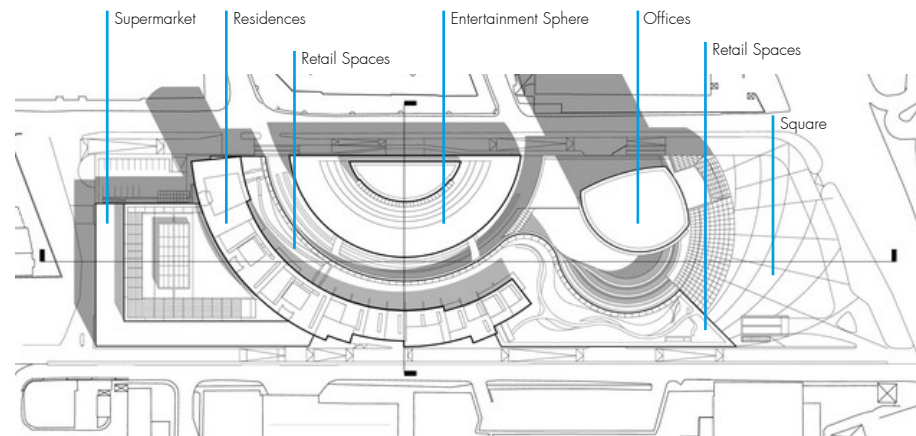 Supermarket
Residences
Entertainment Sphere
Offices
Retail Spaces
Retail Spaces
Square